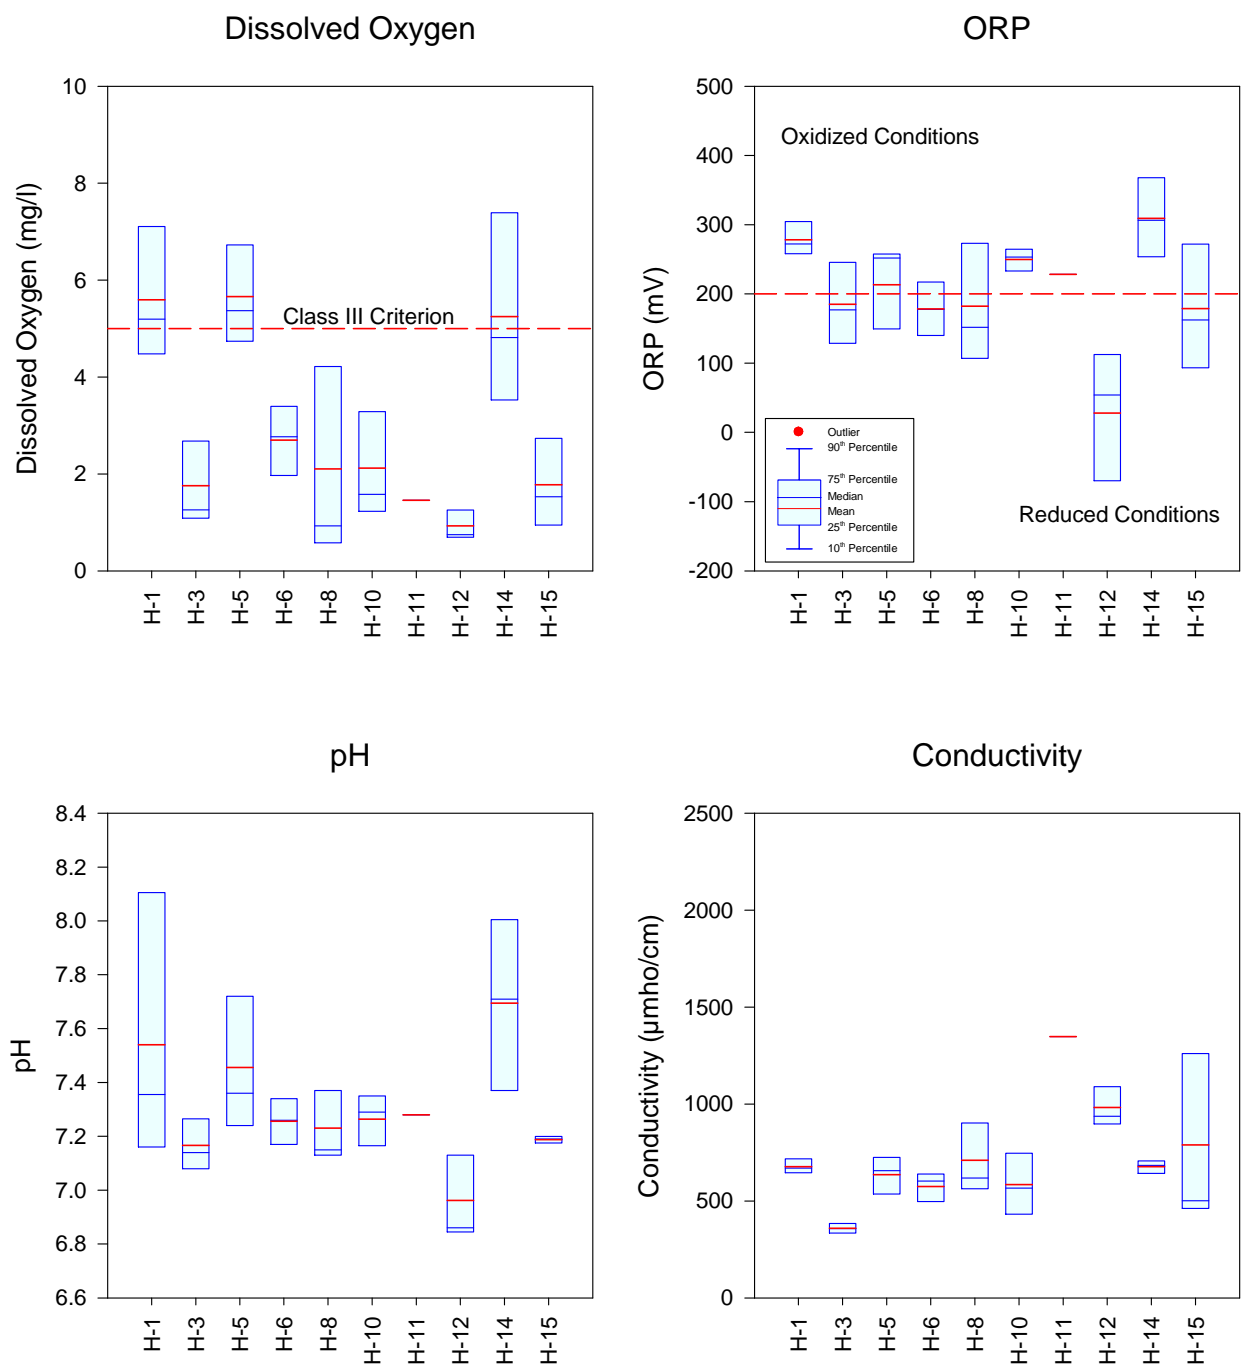 Dissolved Oxygen
Dissolved Oxygen (mg/l)
10
8
6
4
2
0
Class III Criterion
H-1
H-3
H-5
H-6
H-8
H-10
H-11
H-12
H-14
H-15
ORP
ORP (mV)
500
400
300
200
100
0
-100
-200
Oxidized Conditions
Outlier
90th Percentile
75th Percentile
Median
Mean
25th Percentile
10th Percentile
Reduced Conditions
H-1
H-3
H-5
H-6
H-8
H-10
H-11
H-12
H-14
H-15
pH
pH
8.4
8.2
8.0
7.8
7.6
7.4
7.2
7.0
6.8
6.6
H-1
H-3
H-5
H-6
H-8
H-10
H-11
H-12
H-14
H-15
Conductivity
Conductivity (µmho/cm)
2500
2000
1500
1000
500
0
H-1
H-3
H-5
H-6
H-8
H-10
H-11
H-12
H-14
H-15